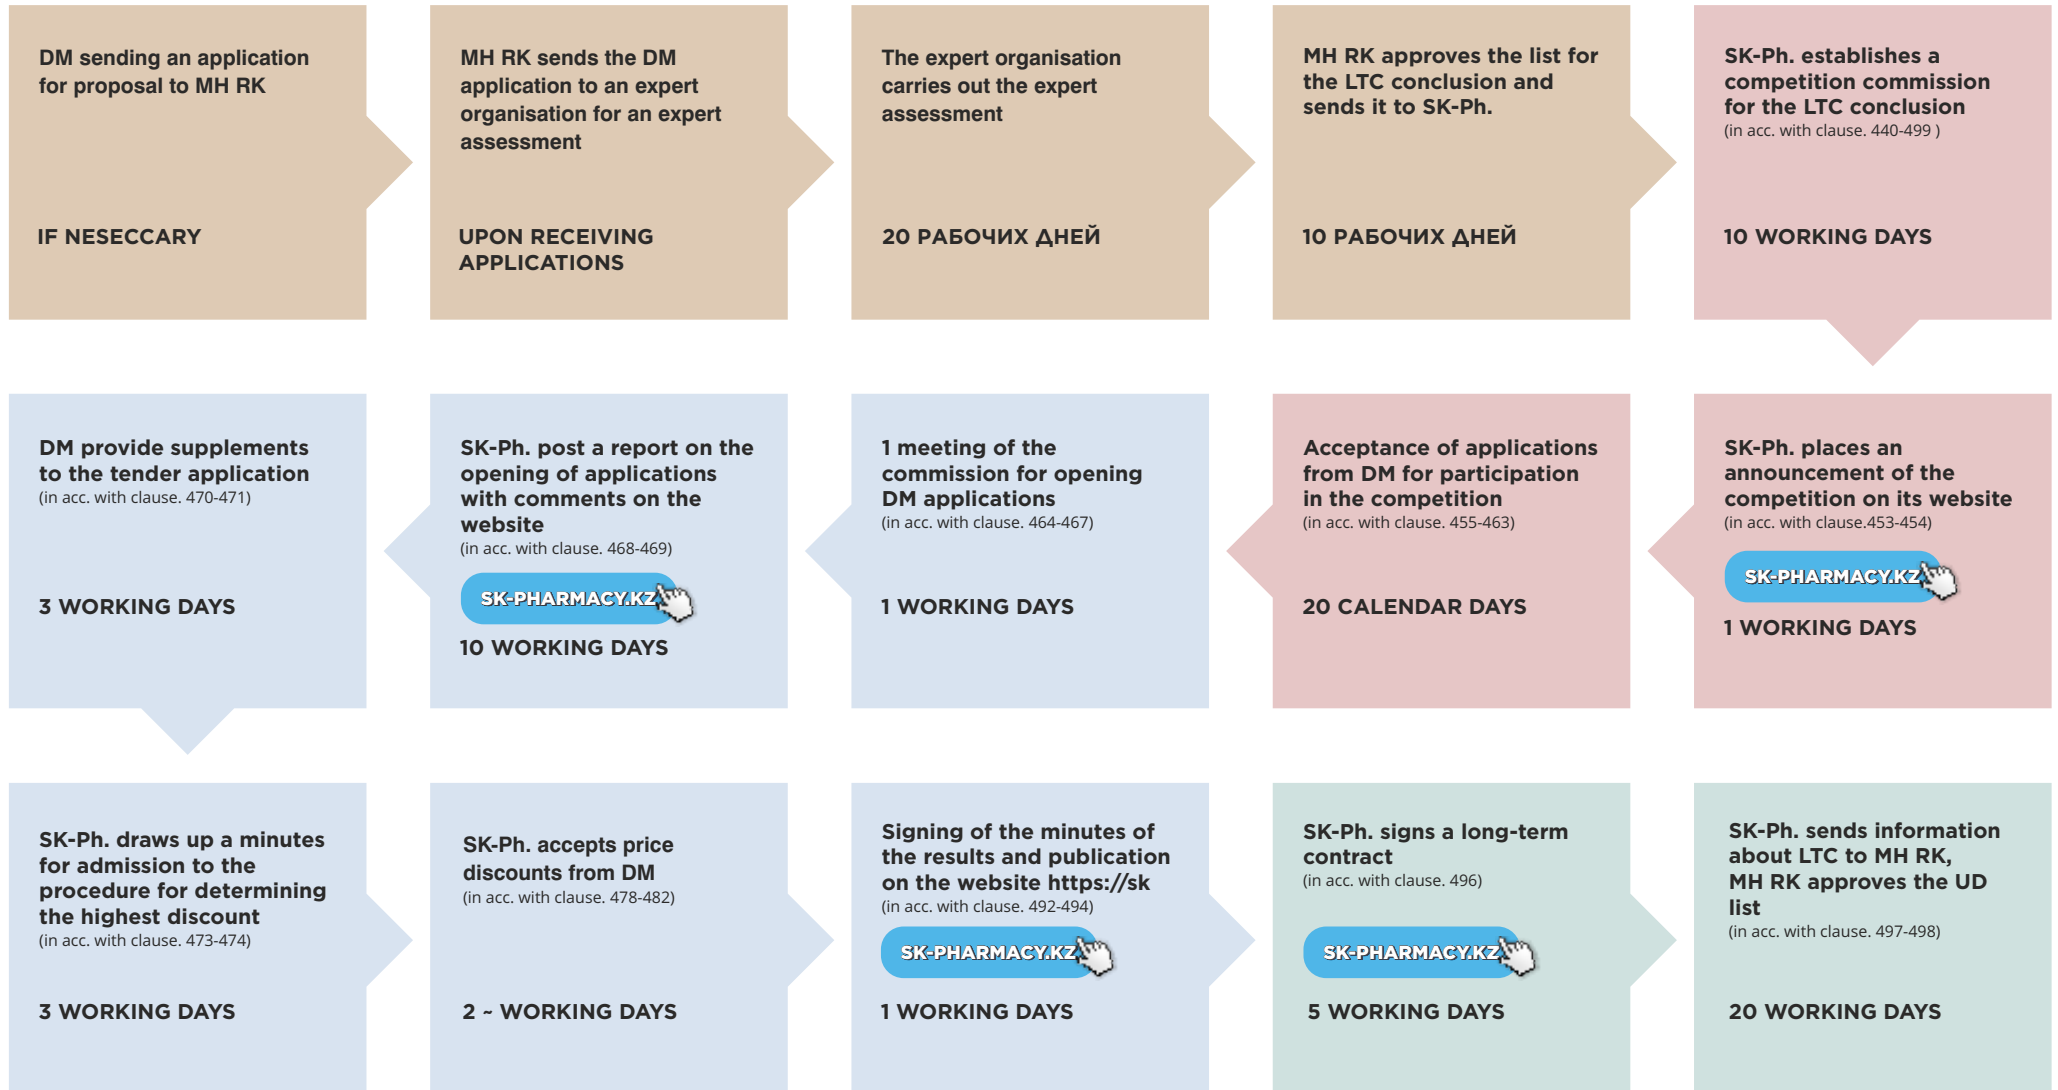 DM sending an application
for proposal to MH RK
IF NESECCARY
MH RK sends the DM
application to an expert
organisation for an expert
assessment
UPON RECEIVING
APPLICATIONS
The expert organisation
carries out the expert
assessment
20 РАБОЧИХ ДНЕЙ
MH RK approves the list for
the LTC conclusion and
sends it to SK-Ph.
10 РАБОЧИХ ДНЕЙ
SK-Ph. establishes a
competition commission
for the LTC conclusion
(in acc. with clause. 440-499 )
10 WORKING DAYS
SK-Ph. places an
announcement of the
competition on its website
(in acc. with clause.453-454)
SK-PHARMACY.KZ
1 WORKING DAYS
Acceptance of applications
from DM for participation
in the competition
(in acc. with clause. 455-463)
20 CALENDAR DAYS
1 meeting of the
commission for opening
DM applications
(in acc. with clause. 464-467)
1 WORKING DAYS
SK-Ph. post a report on the
opening of applications
with comments on the
website
(in acc. with clause. 468-469)
SK-PHARMACY.KZ
10 WORKING DAYS
DM provide supplements
to the tender application
(in acc. with clause. 470-471)
3 WORKING DAYS
SK-Ph. draws up a minutes
for admission to the
procedure for determining
the highest discount
(in acc. with clause. 473-474)
3 WORKING DAYS
SK-Ph. accepts price
discounts from DM
(in acc. with clause. 478-482)
2 ~ WORKING DAYS
Signing of the minutes of
the results and publication
on the website https://sk
(in acc. with clause. 492-494)
SK-PHARMACY.KZ
1 WORKING DAYS
SK-Ph. signs a long-term
contract
(in acc. with clause. 496)
SK-PHARMACY.KZ
5 WORKING DAYS
SK-Ph. sends information
about LTC to MH RK,
MH RK approves the UD
list
(in acc. with clause. 497-498)
20 WORKING DAYS